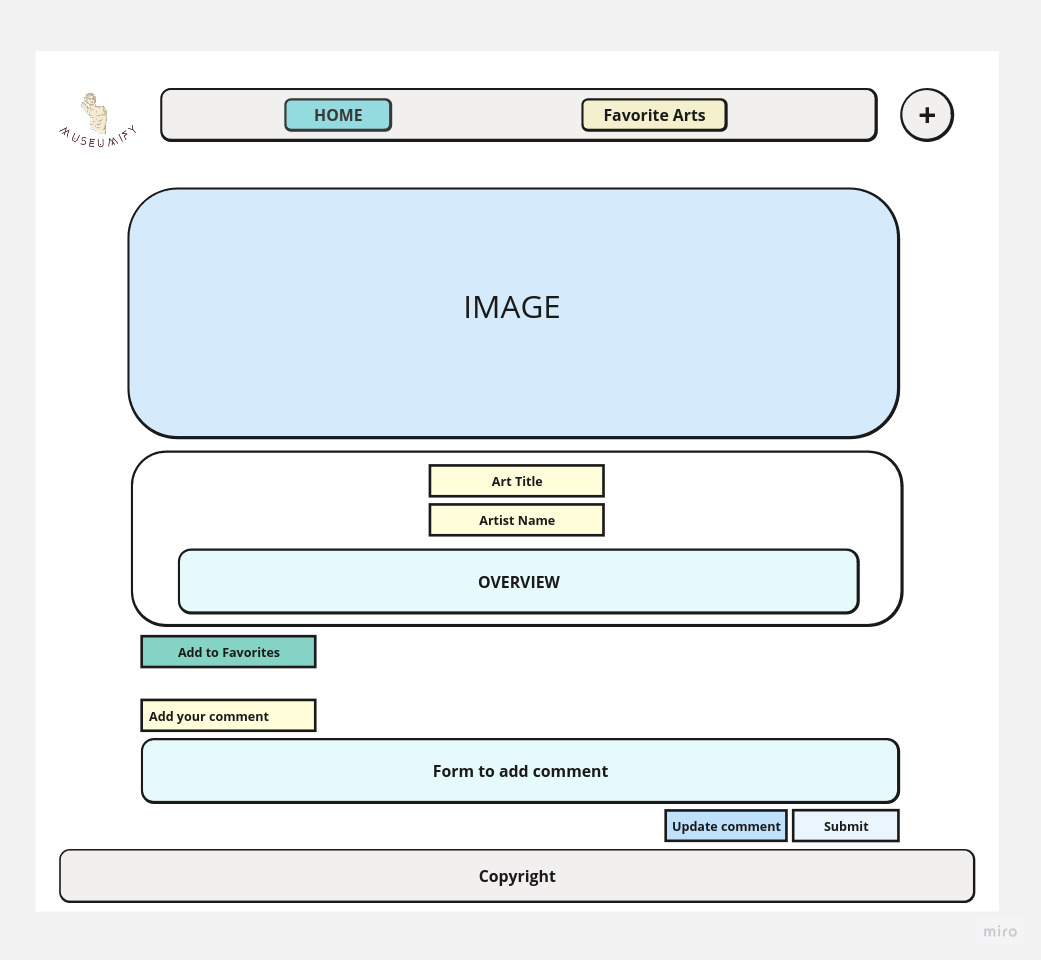 MUSEUMIFY
HOME
Favorite Arts
+
IMAGE
Art Title
Artist Name
OVERVIEW
Add to Favorites
Add your comment
Form to add comment
Update comment
Submit
Copyright
miro